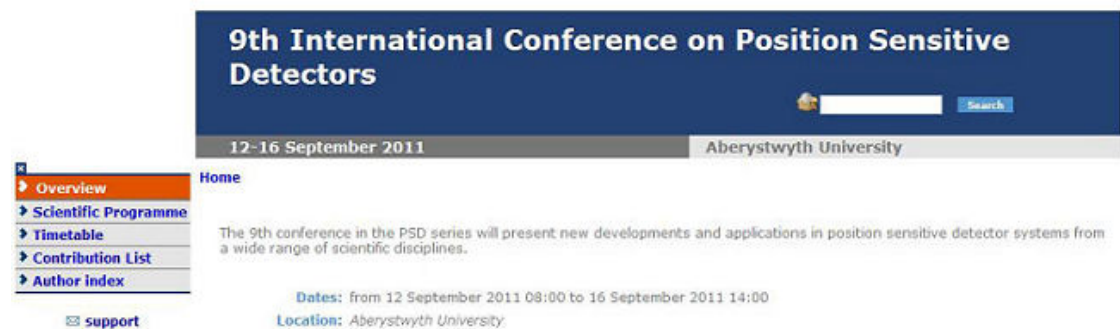 9th International Conference on Position Sensitive
Detectors
Search
12-16 September 2011
Aberystwyth University
Home
Overview
Scientific Programme
Timetable
Contribution List
Author index
support
The 9th conference in the PSD series will present new developments and applications in position sensitive detector systems from
a wide range of scientific disciplines.
Dates: from 12 September 2011 08:00 to 16 September 2011 14:00
Location: Aberystwyth University